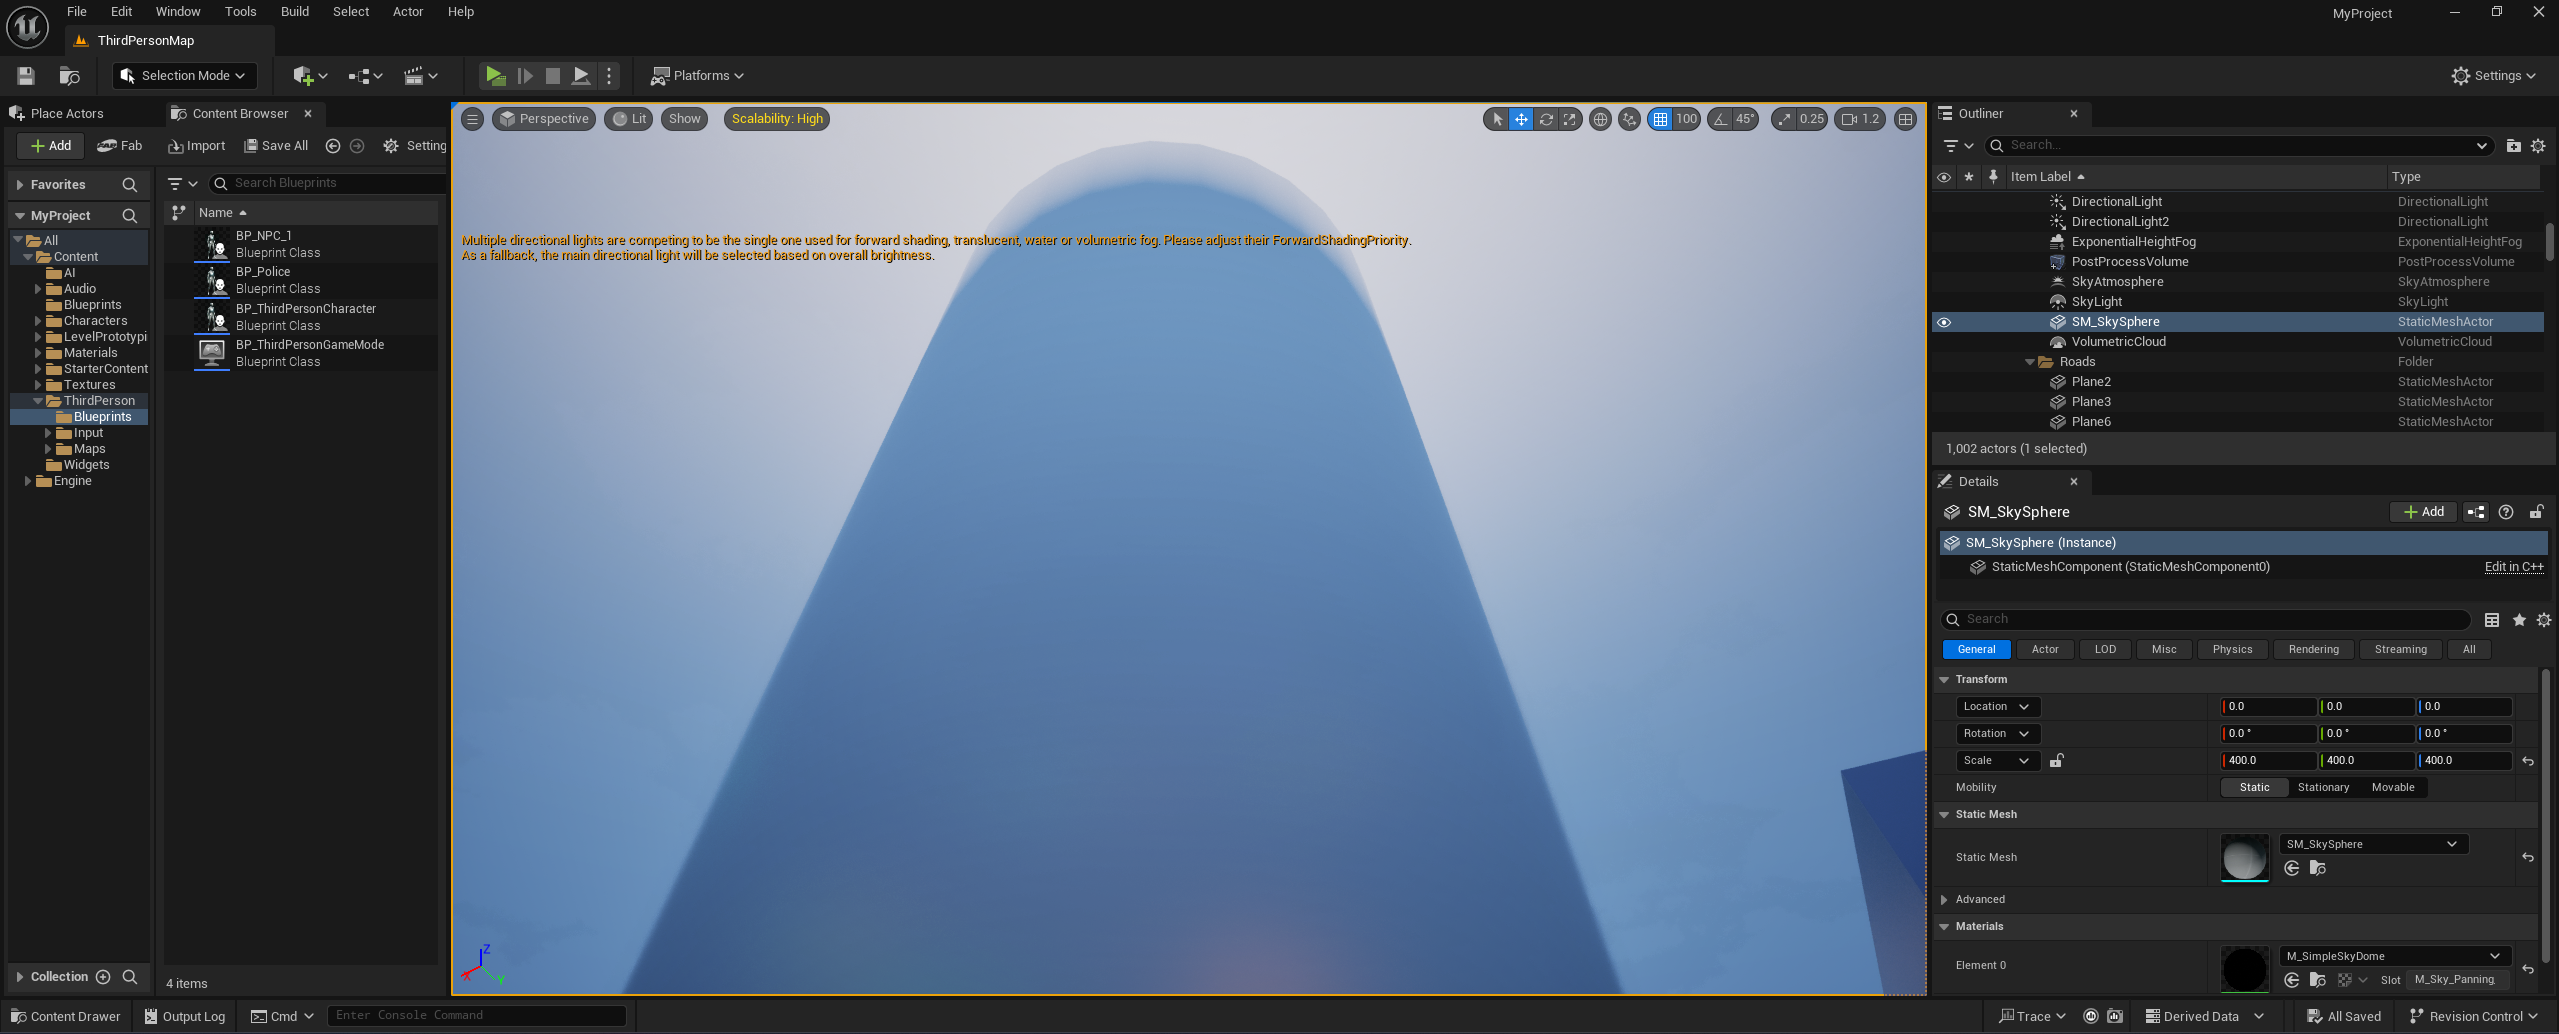 File Edit Window Tools Build Select Actor Help
MyProject
ThirdPersonMap
Selection Mode
Platforms
Settings
Place Actors
Content Browser
Add Fab Import Save All Setting
Favorites
MyProject
All
Content
AI
Audio
Blueprints
Characters
LevelPrototypi
Materials
StarterContent
Textures
ThirdPerson
Blueprints
Input
Maps
Widgets
Engine
Collection
Search Blueprints
Name
BP_NPC_1
Blueprint Class
BP_Police
Blueprint Class
BP_ThirdPersonCharacter
Blueprint Class
BP_ThirdPersonGameMode
Blueprint Class
4 items
Perspective Lit Show Scalability: High
100 45° 0.25 1.2
Multiple directional lights are competing to be the single one used for forward shading, translucent, water or volumetric fog. Please adjust their ForwardShadingPriority.
As a fallback, the main directional light will be selected based on overall brightness.
Z
X
Y
Outliner
Search...
Item Label Type
DirectionalLight DirectionalLight
DirectionalLight2 DirectionalLight
ExponentialHeightFog ExponentialHeightFog
PostProcessVolume PostProcessVolume
SkyAtmosphere SkyAtmosphere
SkyLight SkyLight
SM_SkySphere StaticMeshActor
VolumetricCloud VolumetricCloud
Roads Folder
Plane2 StaticMeshActor
Plane3 StaticMeshActor
Plane6 StaticMeshActor
1,002 actors (1 selected)
Details
SM_SkySphere
Add
SM_SkySphere (Instance)
StaticMeshComponent (StaticMeshComponent0) Edit in C++
Search
General Actor LOD Misc Physics Rendering Streaming All
Transform
Location 0.0 0.0 0.0
Rotation 0.0 ° 0.0 ° 0.0 °
Scale 400.0 400.0 400.0
Mobility Static Stationary Movable
Static Mesh
Static Mesh SM_SkySphere
Advanced
Materials
Element 0 M_SimpleSkyDome
Slot M_Sky_Panning
Content Drawer Output Log Cmd Enter Console Command
Trace Derived Data All Saved Revision Control